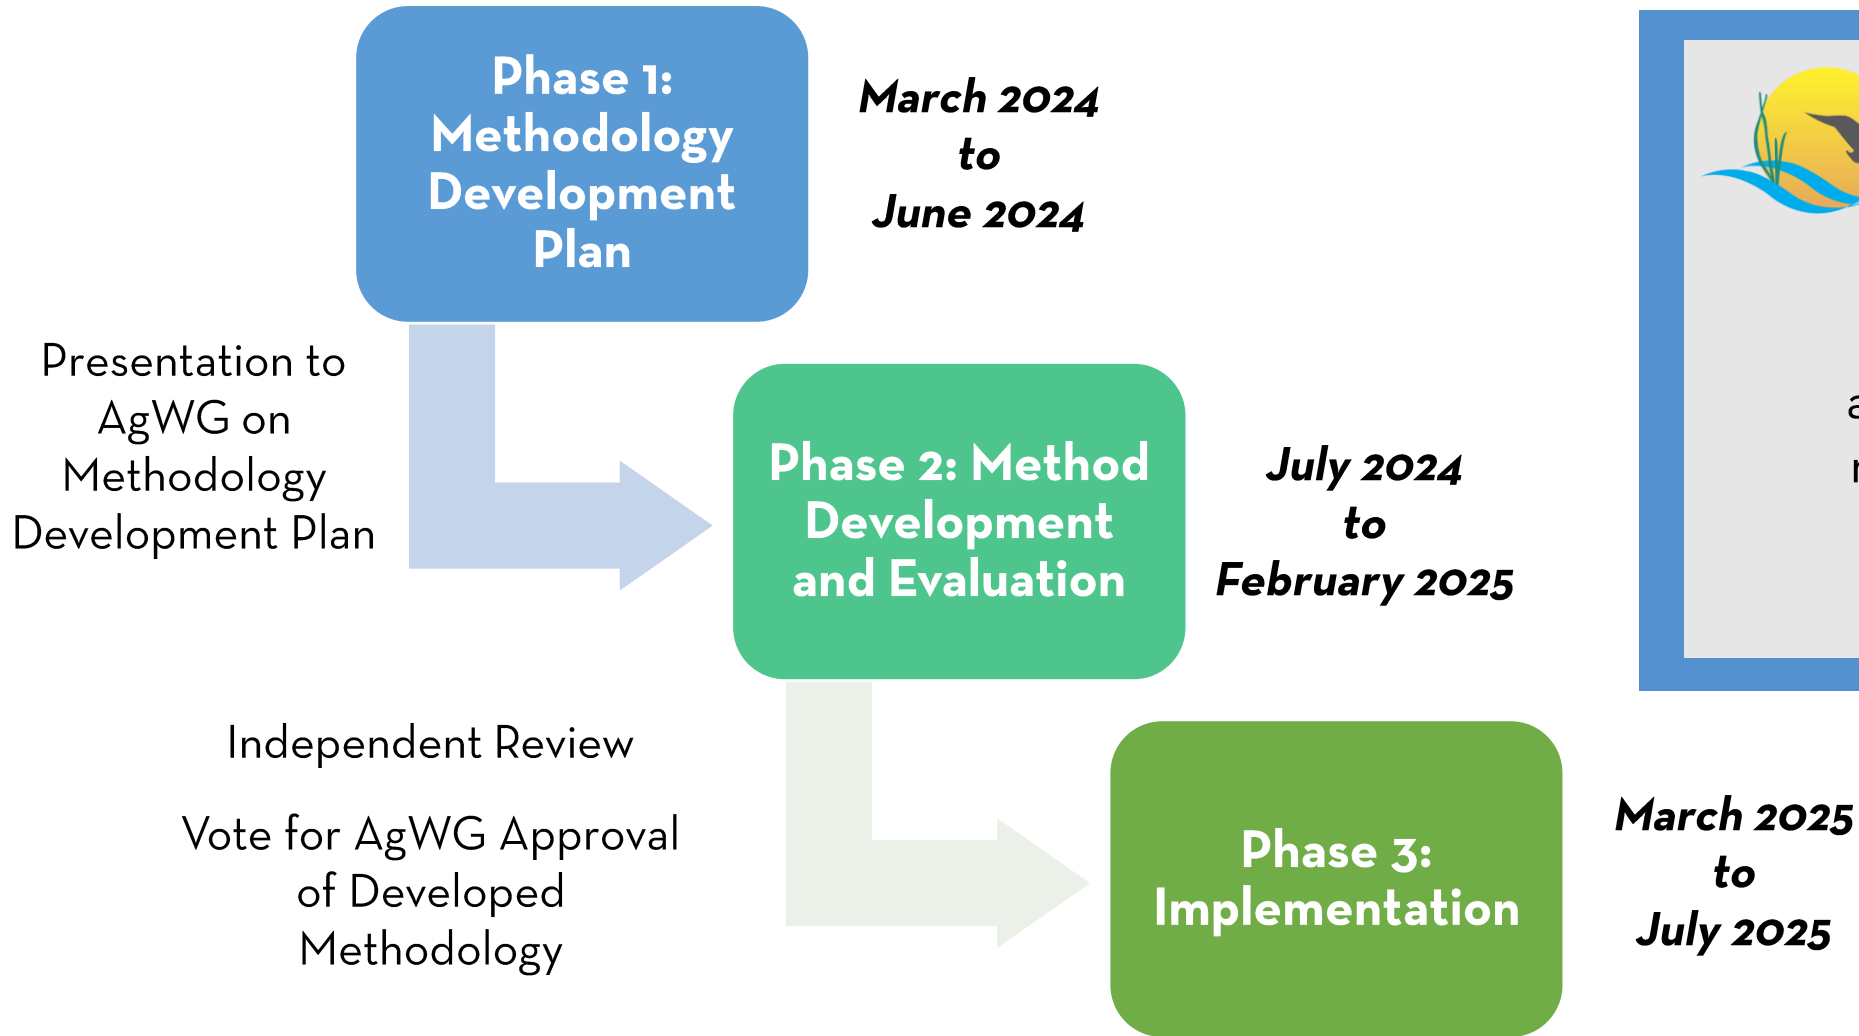 Phase 1:
Methodology
Development
Plan
March 2024
to
June 2024
Presentation to
AgWG on
Methodology
Development Plan
Phase 2: Method
Development
and Evaluation
July 2024
to
February 2025
Independent Review
Vote for AgWG Approval
of Developed
Methodology
Phase 3:
Implementation
March 2025
to
July 2025